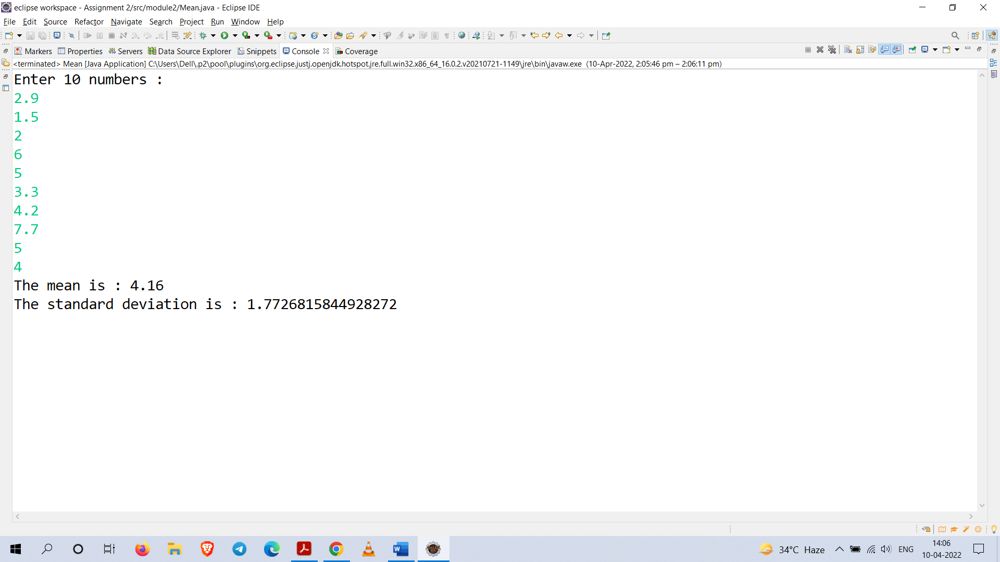 eclipse workspace - Assignment 2/src/module2/Mean.java - Eclipse IDE
File Edit Source Refactor Navigate Search Project Run Window Help
Markers Properties Servers Data Source Explorer Snippets Console Coverage
<terminated> Mean [Java Application] C:\Users\Dell\.p2\pool\plugins\org.eclipse.justj.openjdk.hotspot.jre.full.win32.x86_64_16.0.2.v20210721-1149\jre\bin\javaw.exe (10-Apr-2022, 2:05:46 pm – 2:06:11 pm)
Enter 10 numbers :
2.9
1.5
2
6
5
3.3
4.2
7.7
5
4
The mean is : 4.16
The standard deviation is : 1.7726815844928272
34°C Haze ENG
14:06
10-04-2022